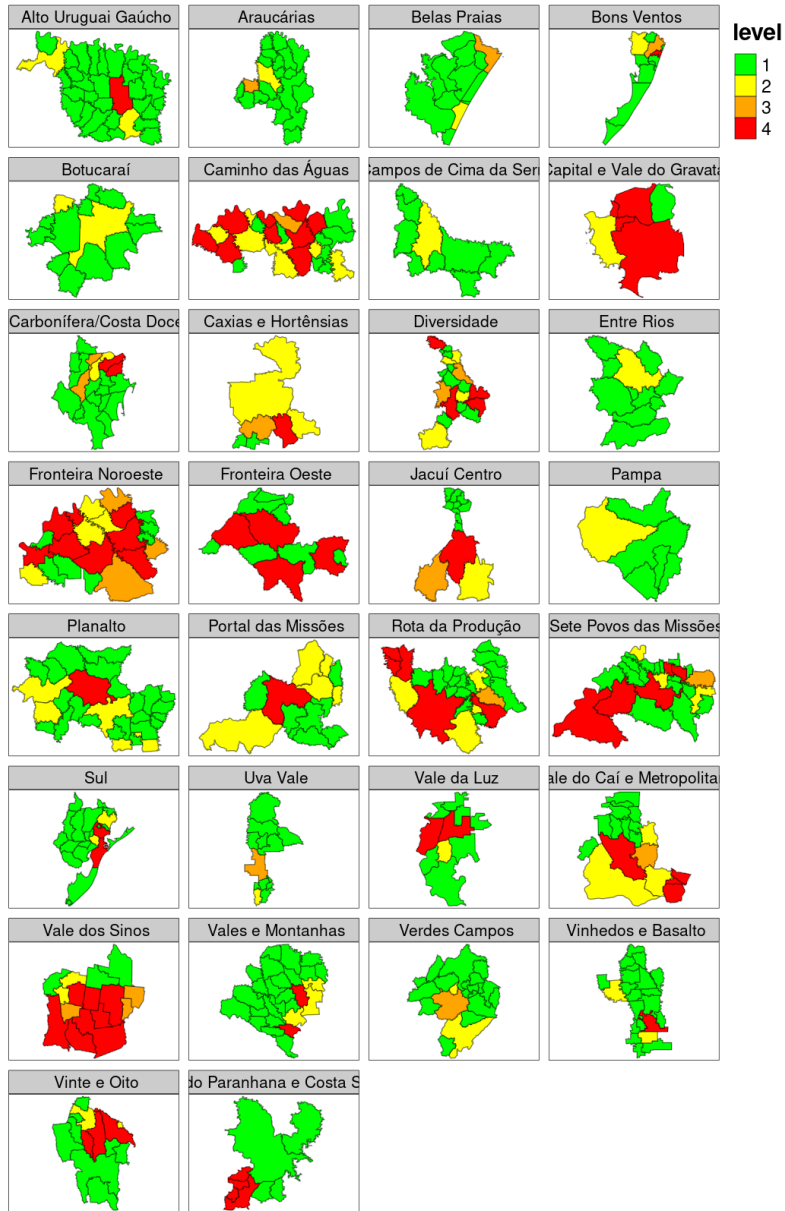 Alto Uruguai Gaúcho
Araucárias
Belas Praias
Bons Ventos
level
1
2
3
4
Botucaraí
Caminho das Águas
Campos de Cima da Serr
Capital e Vale do Gravata
Carbonífera/Costa Doce
Caxias e Hortênsias
Diversidade
Entre Rios
Fronteira Noroeste
Fronteira Oeste
Jacuí Centro
Pampa
Planalto
Portal das Missões
Rota da Produção
Sete Povos das Missões
Sul
Uva Vale
Vale da Luz
ale do Caí e Metropolita
Vale dos Sinos
Vales e Montanhas
Verdes Campos
Vinhedos e Basalto
Vinte e Oito
do Paranhana e Costa S